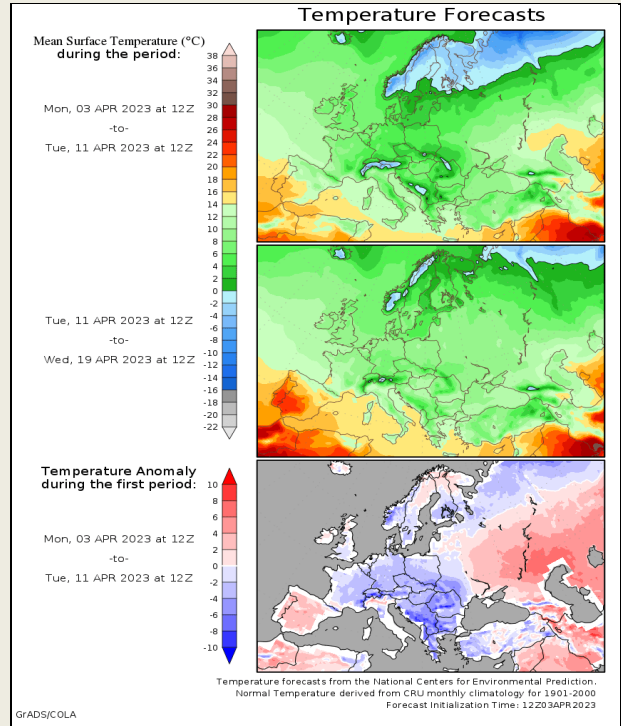 Temperature Forecasts
Mean Surface Temperature (°C)
during the period:
38
36
34
32
30
28
26
24
22
20
18
16
14
12
10
8
6
4
2
1
0
-2
-4
-6
-8
-10
-12
-14
-16
-18
-20
-22
Mon, 03 APR 2023 at 12Z
-to-
Tue, 11 APR 2023 at 12Z
Tue, 11 APR 2023 at 12Z
-to-
Wed, 19 APR 2023 at 12Z
Temperature Anomaly
during the first period:
10
8
6
4
2
0
-2
-4
-6
-8
-10
Mon, 03 APR 2023 at 12Z
-to-
Tue, 11 APR 2023 at 12Z
Temperature forecasts from the National Centers for Environmental Prediction.
Normal Temperature derived from CRU monthly climatology for 1901-2000
Forecast Initialization Time: 12Z03APR2023
GrADS/COLA